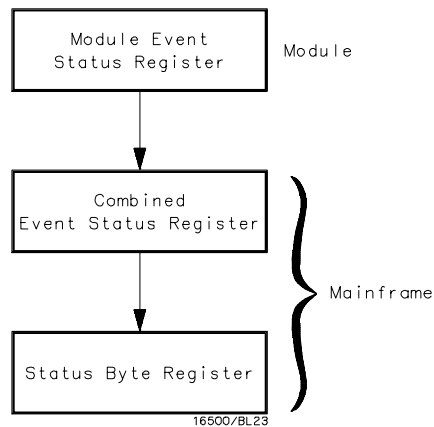 Module Event
Status Register
Module
Combined
Event Status Register
Mainframe
Status Byte Register
16500/BL23